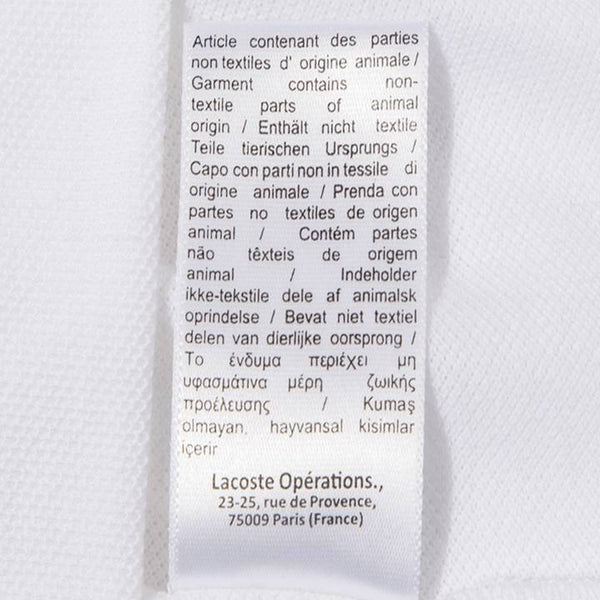 Article contenant des parties
non textiles d' origine animale /
Garment contains non-
textile parts of animal
origin / Enthält nicht textile
Teile tierischen Ursprungs /
Capo con parti non in tessile di
origine animale / Prenda con
partes no textiles de origen
animal / Contém partes
não têxteis de origem
animal / Indeholder
ikke-tekstile dele af animalsk
oprindelse / Bevat niet textiel
delen van dierlijke oorsprong /
Το ένδυμα περιέχει μη
υφασμάτινα μέρη ζωικής
προέλευσης / Kumaş
olmayan, hayvansal kisimlar
içerir
Lacoste Opérations.,
23-25, rue de Provence,
75009 Paris (France)